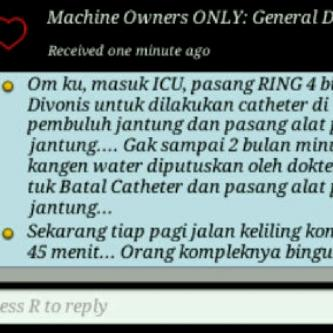 Machine Owners ONLY: General D
Received one minute ago
Om ku, masuk ICU, pasang RING 4 bi
Divonis untuk dilakukan catheter di
pembuluh jantung dan pasang alat p
jantung.... Gak sampai 2 bulan minu
kangen water diputuskan oleh dokte
tuk Batal Catheter dan pasang alat p
jantung...
Sekarang tiap pagi jalan keliling kom
45 menit... Orang kompleknya bingu
ess R to reply